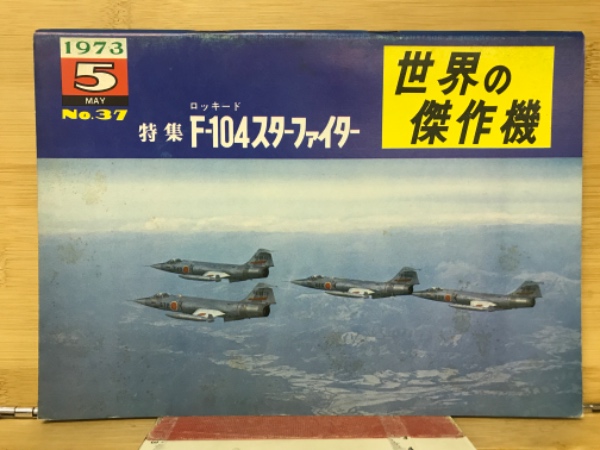 1973
5
MAY
No.37
ロッキード
特集 F-104スターファイター
世界の
傑作機